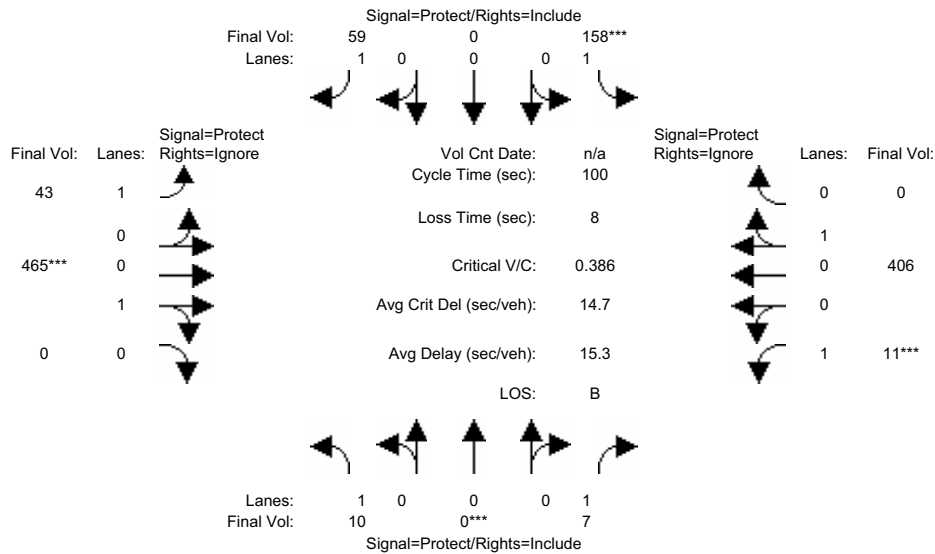 Signal=Protect/Rights=Include
Final Vol: 59 0 158***
Lanes: 1 0 0 0 1
Signal=Protect Signal=Protect
Final Vol: Lanes: Rights=Ignore Vol Cnt Date: n/a Rights=Ignore Lanes: Final Vol:
Cycle Time (sec): 100
43 1 0 0
Loss Time (sec): 8
0 1
465*** 0 Critical V/C: 0.386 0 406
1 Avg Crit Del (sec/veh): 14.7 0
0 0 Avg Delay (sec/veh): 15.3 1 11***
LOS: B
Lanes: 1 0 0 0 1
Final Vol: 10 0*** 7
Signal=Protect/Rights=Include